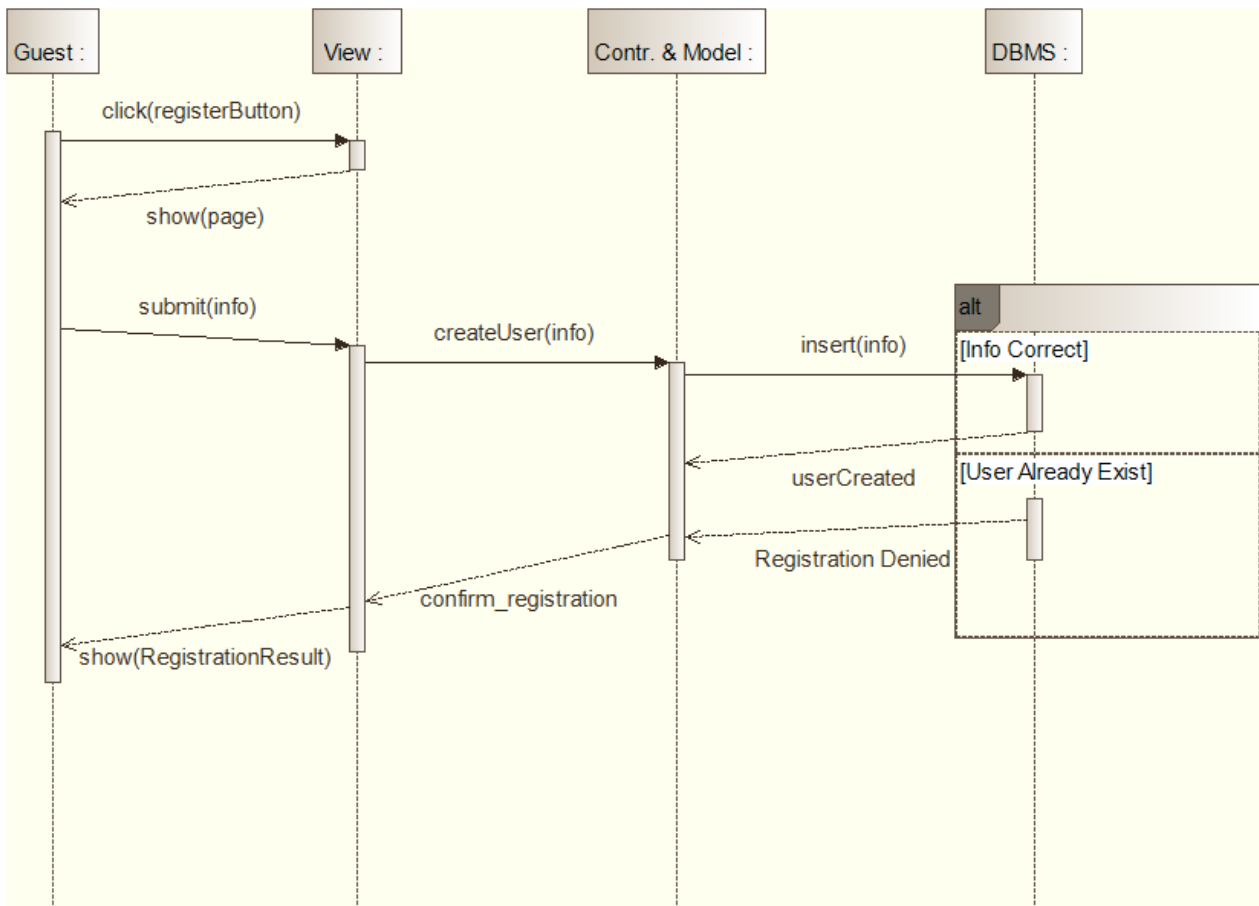 Guest :
View :
Contr. & Model :
DBMS :
click(registerButton)
show(page)
submit(info)
createUser(info)
insert(info)
alt
[Info Correct]
userCreated
[User Already Exist]
Registration Denied
confirm_registration
show(RegistrationResult)